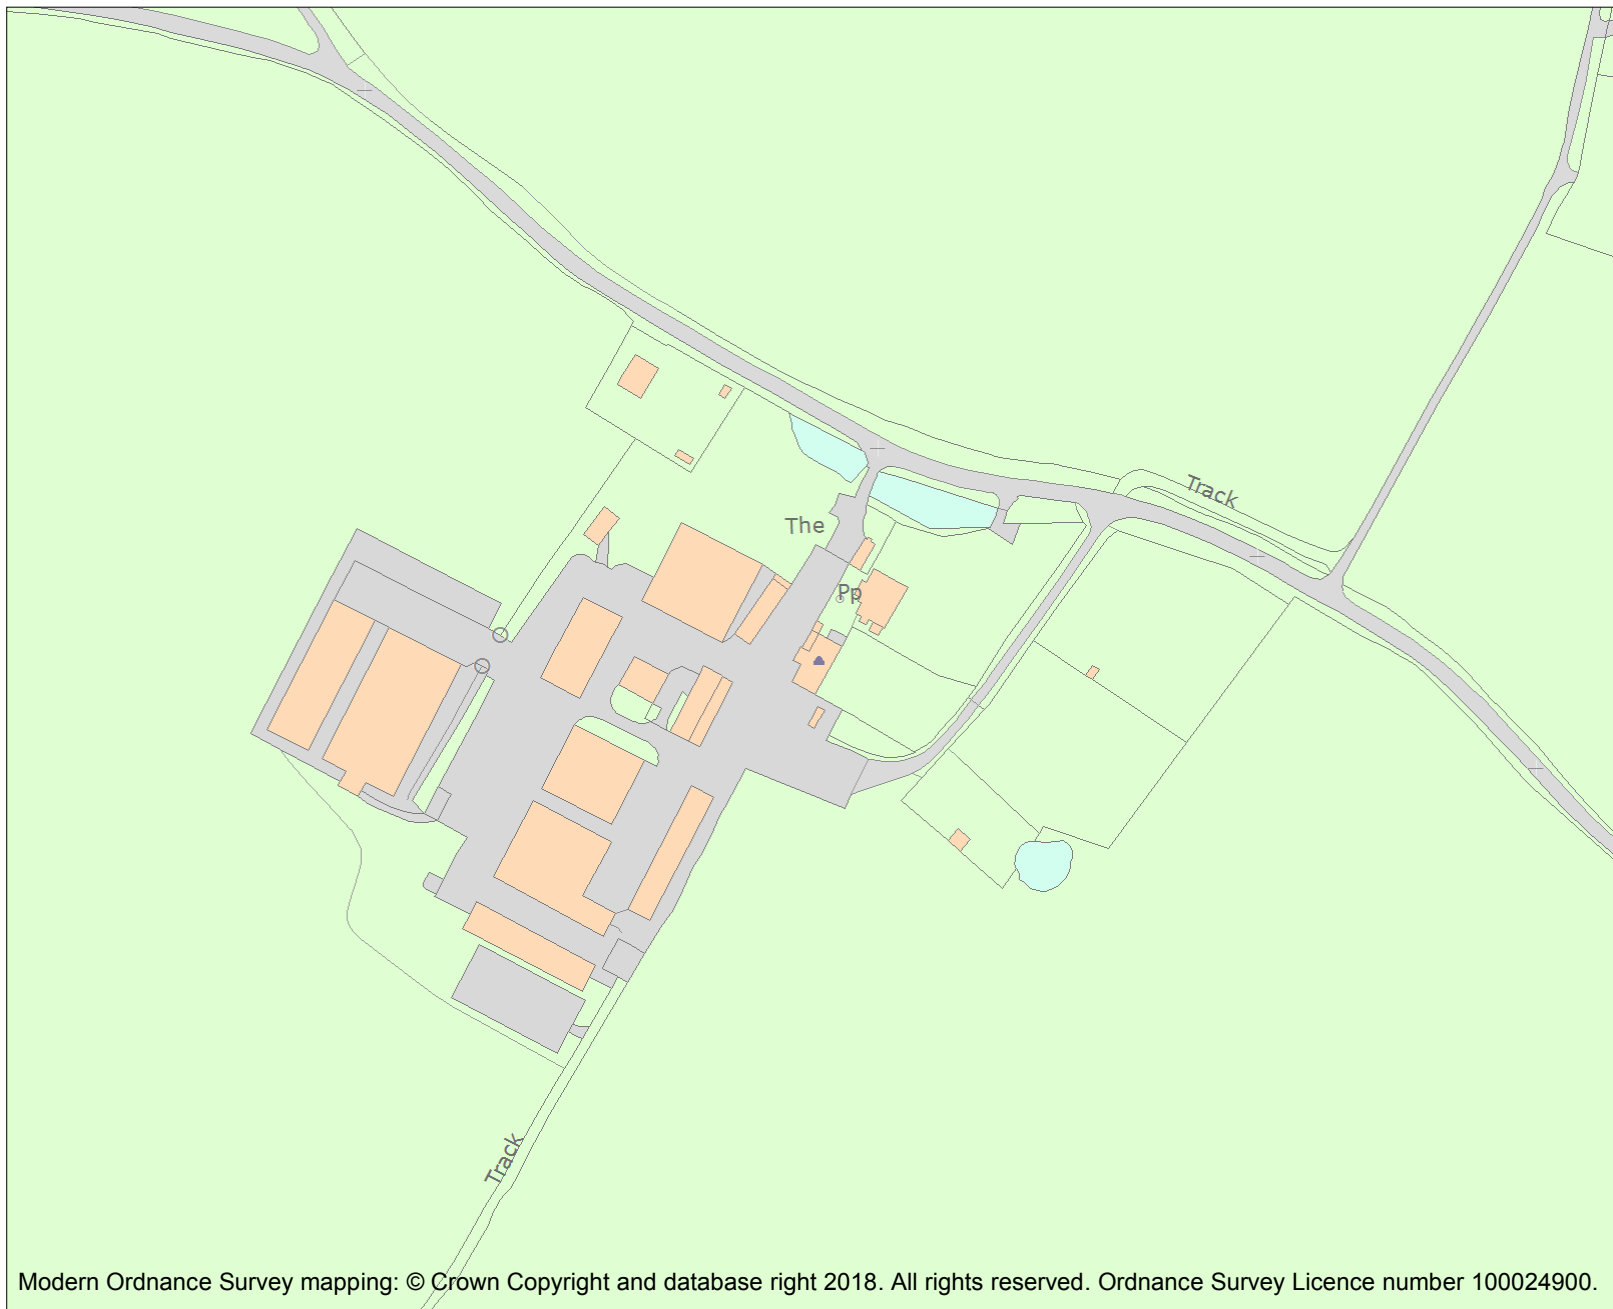 Track
The
Pp
Track
Modern Ordnance Survey mapping: © Crown Copyright and database right 2018. All rights reserved. Ordnance Survey Licence number 100024900.